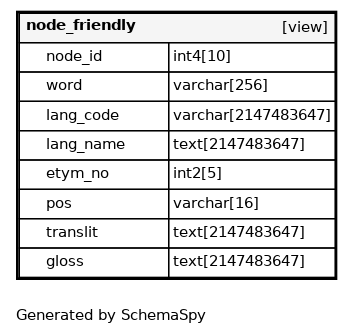 node_friendly [view]
node_id int4[10]
word varchar[256]
lang_code varchar[2147483647]
lang_name text[2147483647]
etym_no int2[5]
pos varchar[16]
translit text[2147483647]
gloss text[2147483647]
Generated by SchemaSpy